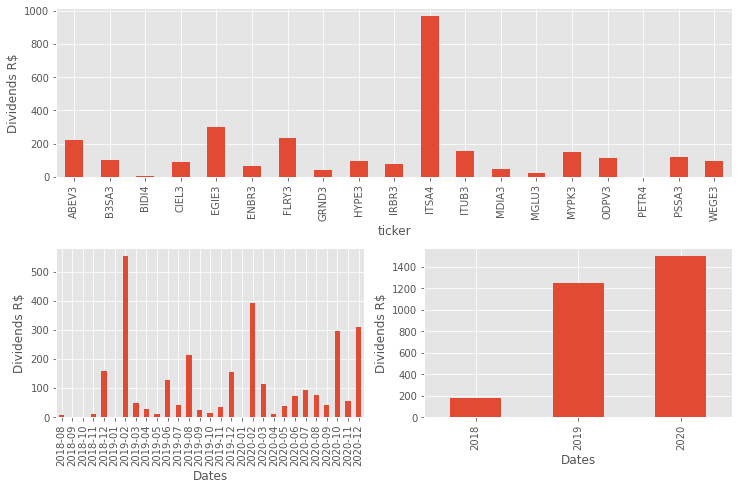 1000
800
600
400
200
0
Dividends R$
ABEV3 B3SA3 BIDI4 CIEL3 EGIE3 ENBR3 FLRY3 GRND3 HYPE3 IRBR3 ITSA4 ITUB3 MDIA3 MGLU3 MYPK3 ODPV3 PETR4 PSSA3 WEGE3
ticker
500
400
300
200
100
0
Dividends R$
2018-08 2018-09 2018-10 2018-11 2018-12 2019-01 2019-02 2019-03 2019-04 2019-05 2019-06 2019-07 2019-08 2019-09 2019-10 2019-11 2019-12 2020-01 2020-02 2020-03 2020-04 2020-05 2020-06 2020-07 2020-08 2020-09 2020-10 2020-11 2020-12
Dates
1400
1200
1000
800
600
400
200
0
Dividends R$
2018 2019 2020
Dates